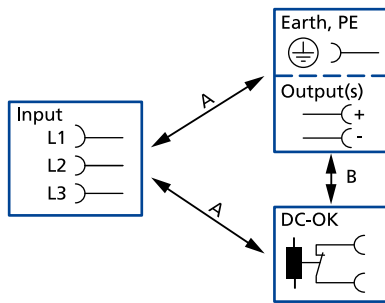 Earth, PE
Output(s)
+
-
A
Input
L1
L2
L3
A
B
DC-OK